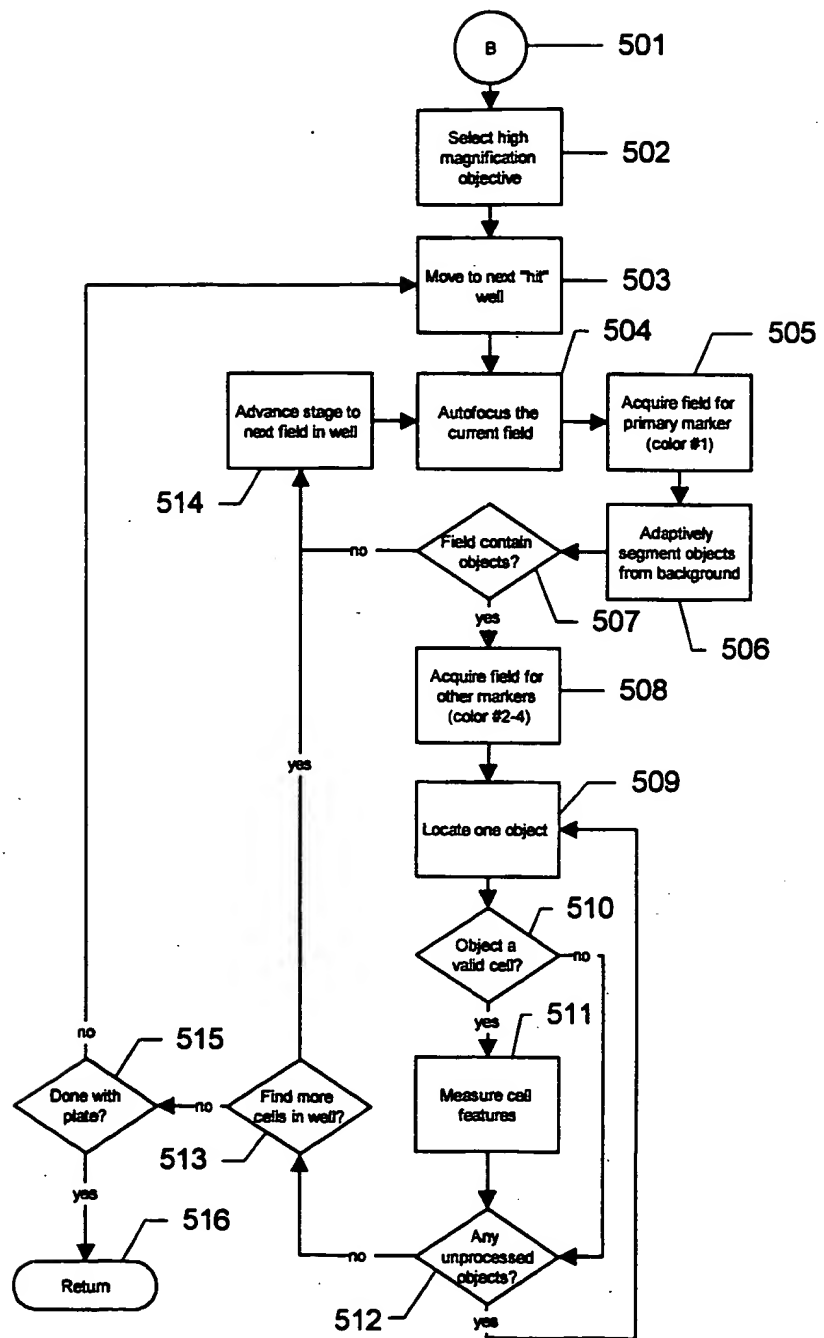 B
501
Select high
magnification
objective
502
Move to next "hit"
well
503
504
505
Advance stage to
next field in well
Autofocus the
current field
Acquire field for
primary marker
(color #1)
514
Field contain
objects?
no
yes
507
Adaptively
segment objects
from background
506
Acquire field for
other markers
(color #2-4)
508
yes
509
Locate one object
510
Object a
valid cell?
no
yes
511
no
515
Done with
plate?
no
Find more
cells in well?
513
Measure cell
features
yes
516
Return
no
Any
unprocessed
objects?
512
yes